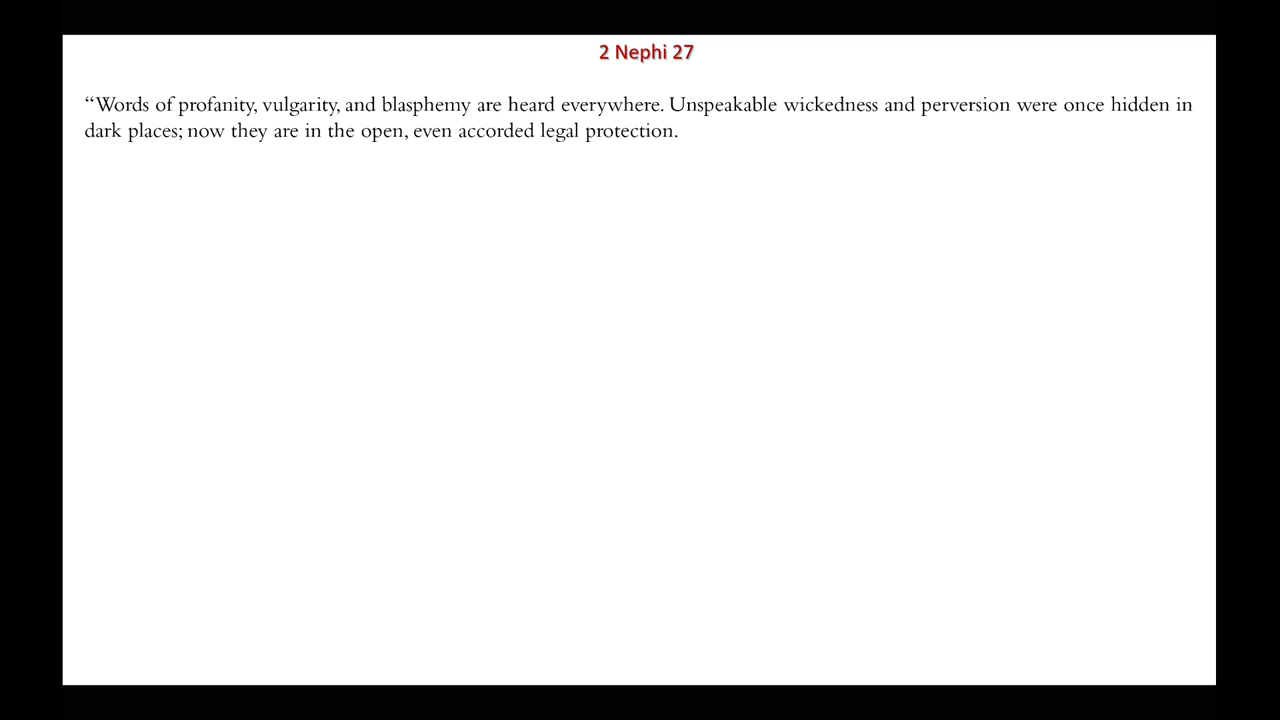 2 Nephi 27
“Words of profanity, vulgarity, and blasphemy are heard everywhere. Unspeakable wickedness and perversion were once hidden in
dark places; now they are in the open, even accorded legal protection.